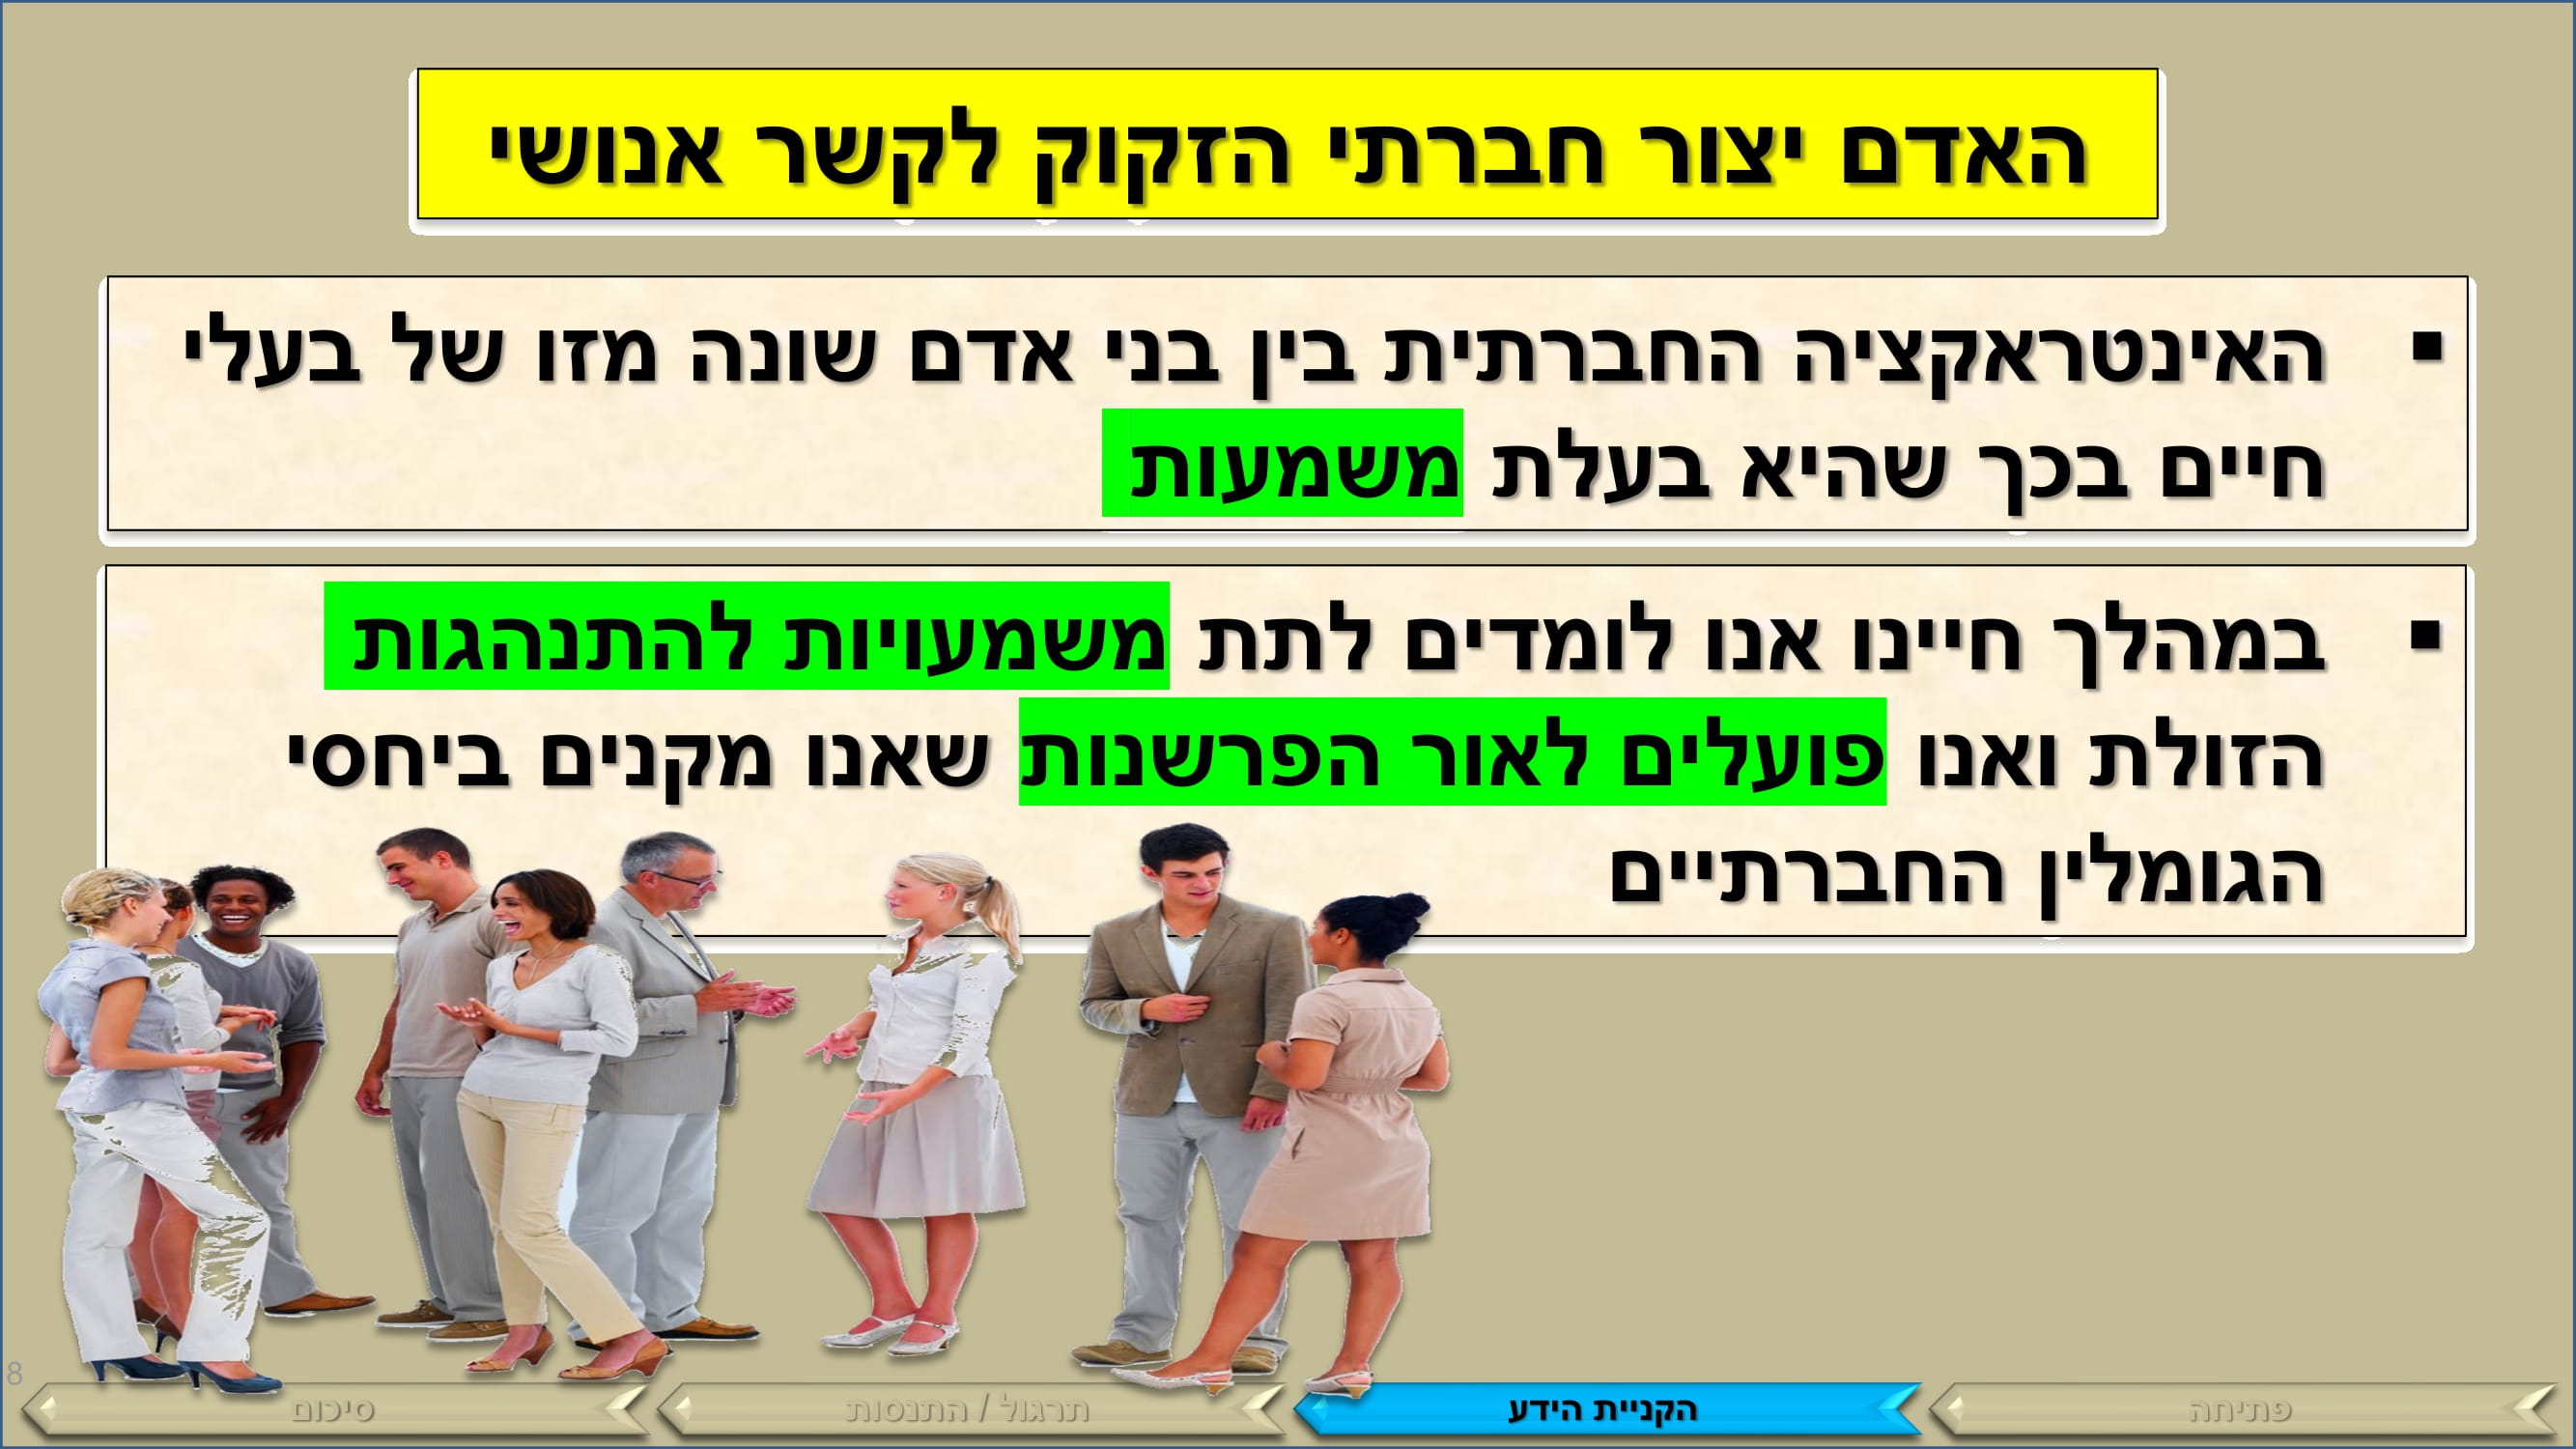 האדם יצור חברתי הזקוק לקשר אנושי
▪ האינטראקציה החברתית בין בני אדם שונה מזו של בעלי
חיים בכך שהיא בעלת משמעות
▪ במהלך חיינו אנו לומדים לתת משמעויות להתנהגות
הזולת ואנו פועלים לאור הפרשנות שאנו מקנים ביחסי
הגומלין החברתיים
8
פתיחה
הקניית הידע
תרגול / התנסות
סיכום